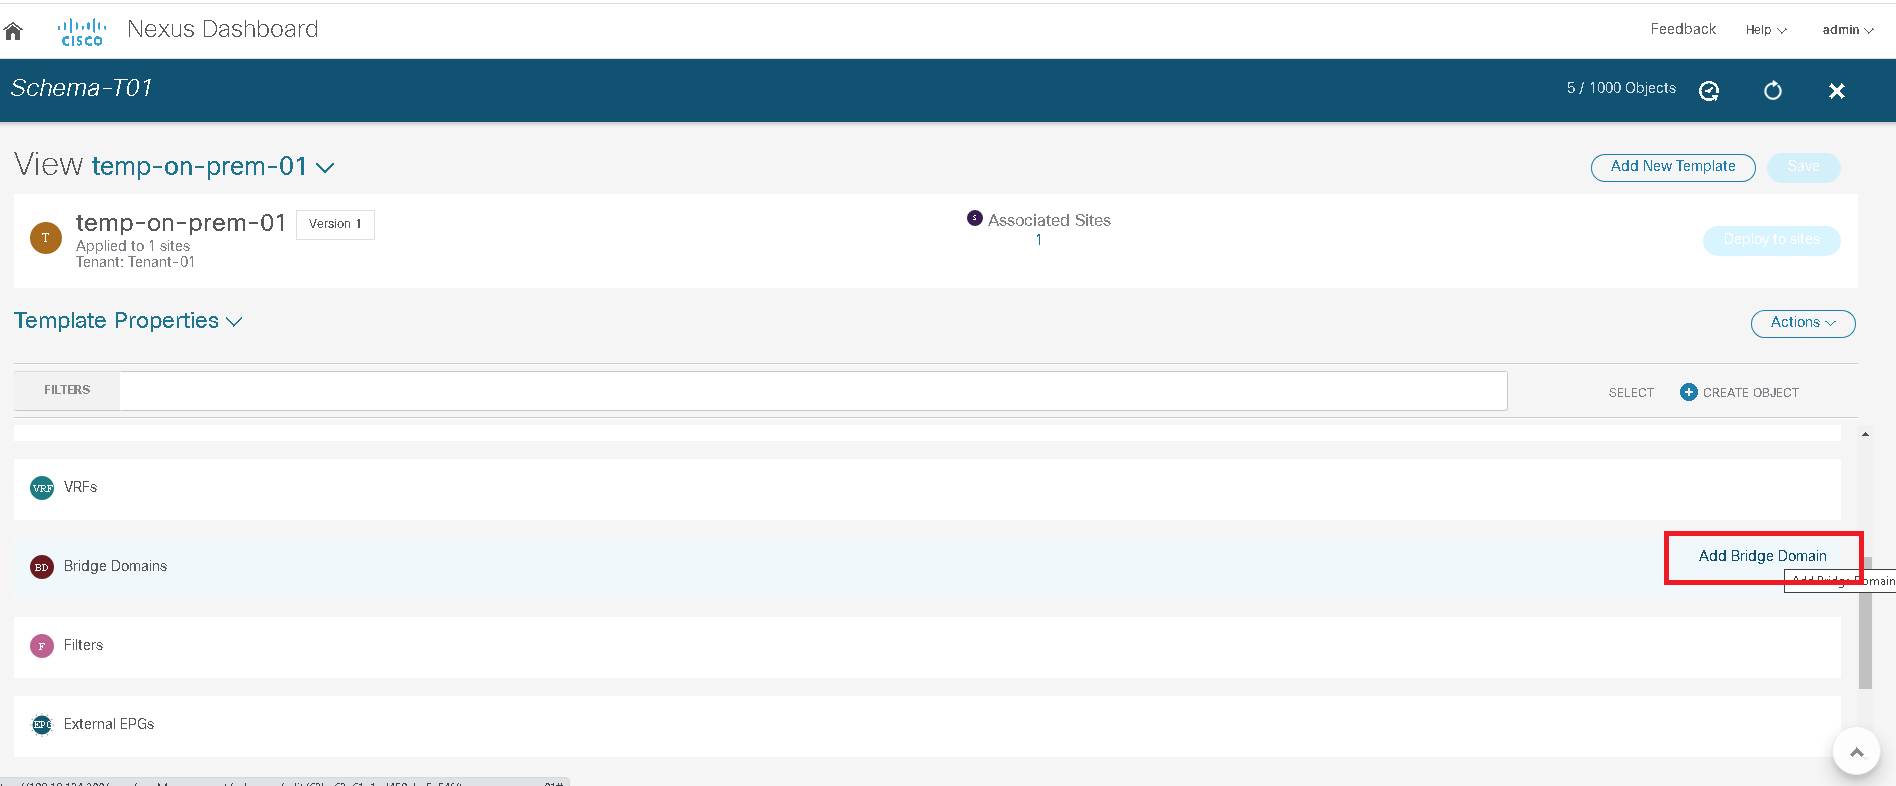 CISCO Nexus Dashboard Feedback Help admin
Schema-T01 5 / 1000 Objects
View temp-on-prem-01 Add New Template Save
T temp-on-prem-01 Version 1 S Associated Sites
Applied to 1 sites 1 Deploy to sites
Tenant: Tenant-01
Template Properties Actions
FILTERS SELECT CREATE OBJECT
VRF VRFs
BD Bridge Domains Add Bridge Domain
Add Bridge Domain
F Filters
EPG External EPGs